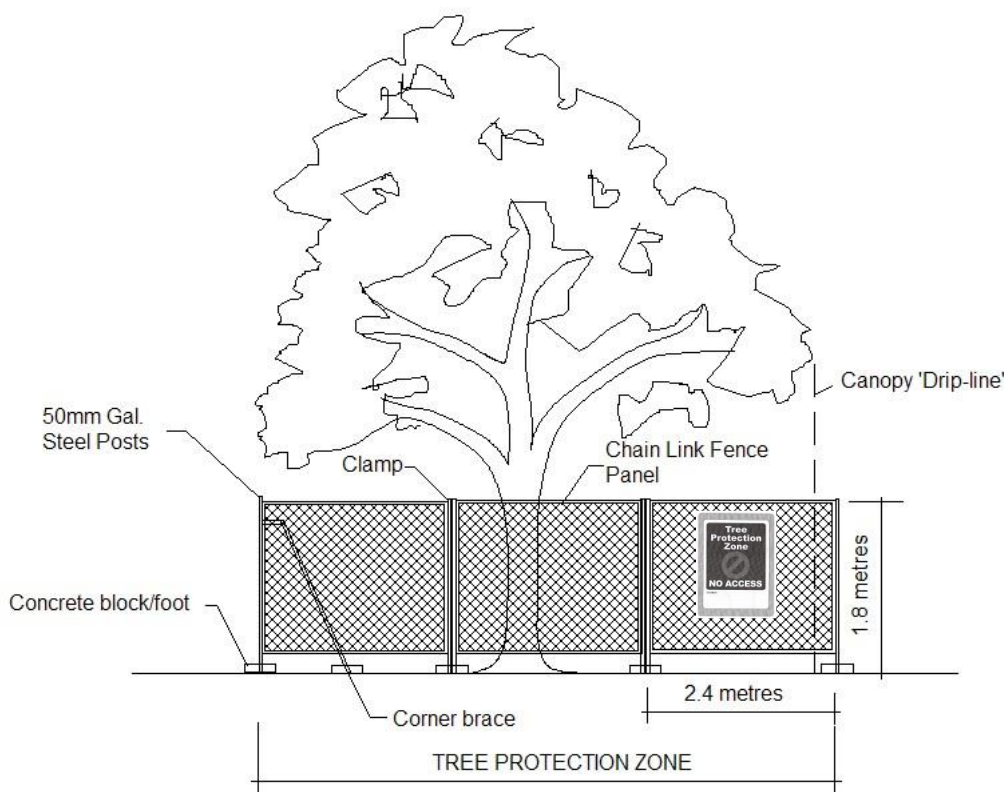 Canopy 'Drip-line'
50mm Gal.
Steel Posts
Clamp
Chain Link Fence
Panel
Tree
Protection
Zone
NO ACCESS
1.8 metres
Concrete block/foot
2.4 metres
Corner brace
TREE PROTECTION ZONE